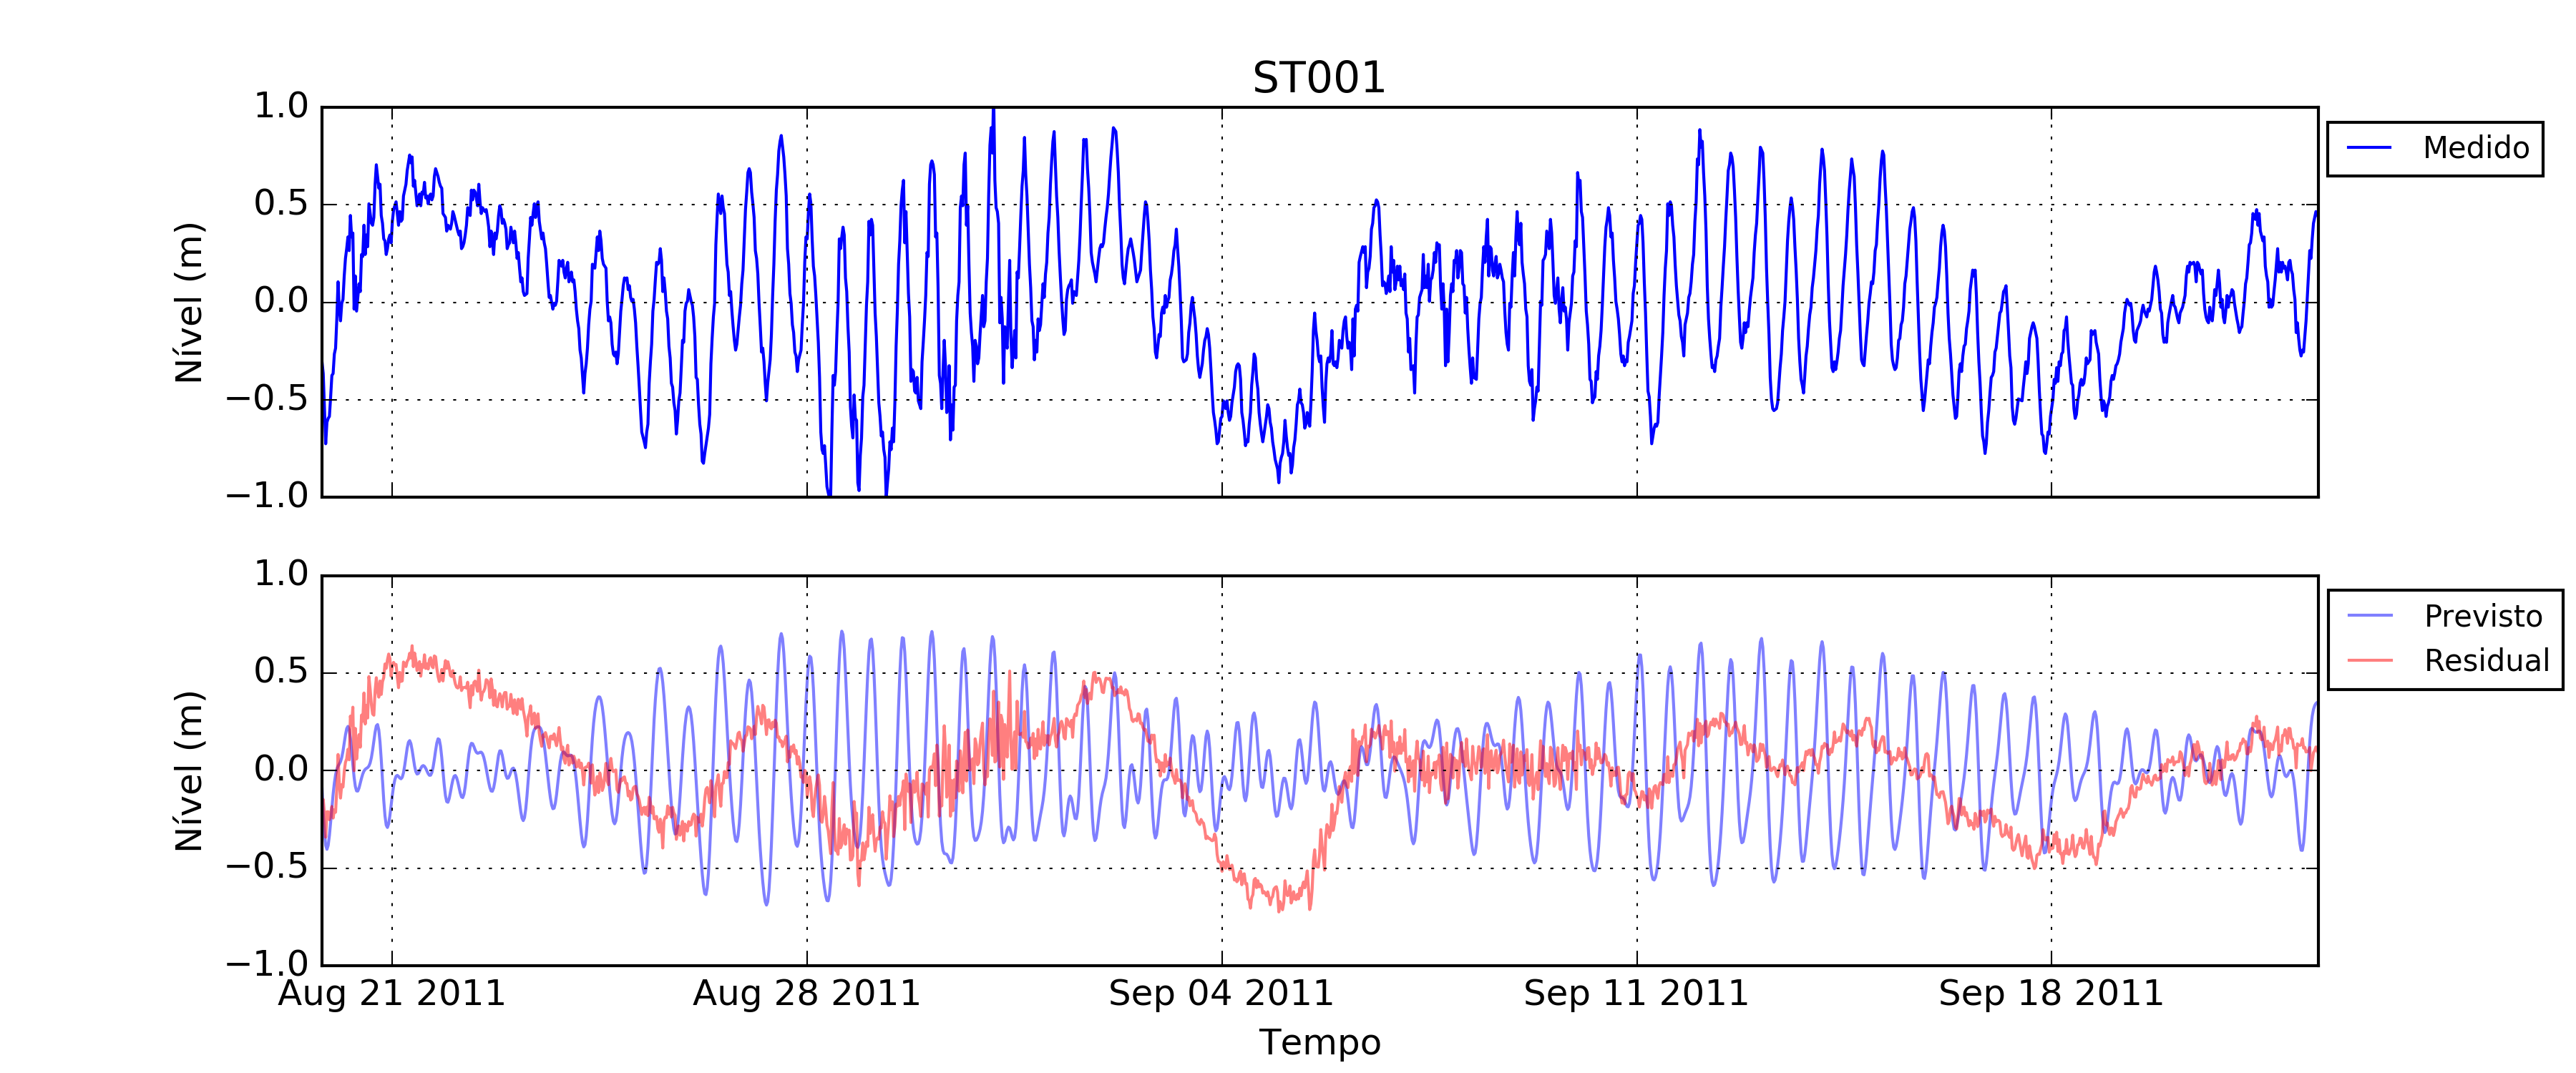 ST001
1.0
0.5
0.0
−0.5
−1.0
Nível (m)
Medido
1.0
0.5
0.0
−0.5
−1.0
Nível (m)
Previsto
Residual
Aug 21 2011
Aug 28 2011
Sep 04 2011
Sep 11 2011
Sep 18 2011
Tempo